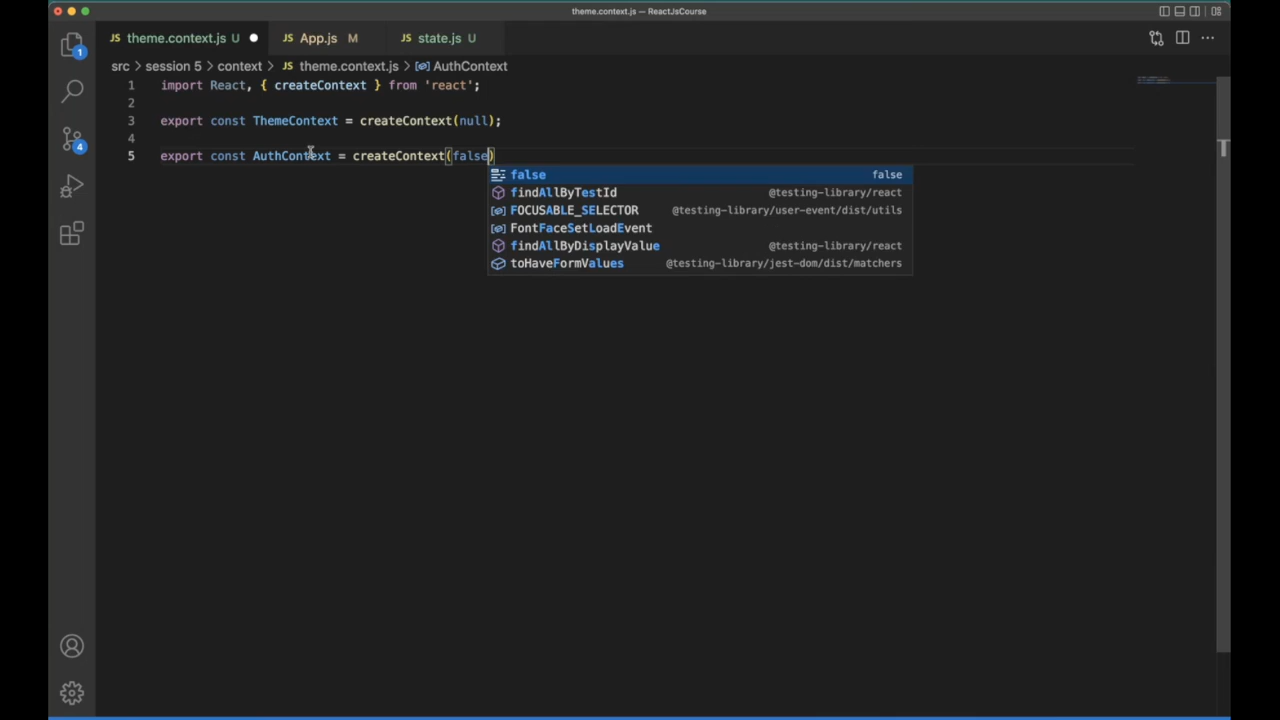 theme.context.js — ReactJsCourse
JS theme.context.js U JS App.js M JS state.js U
src > session 5 > context > JS theme.context.js > AuthContext
1 import React, { createContext } from 'react';
2
3 export const ThemeContext = createContext(null);
4
5 export const AuthContext = createContext(false)
false false
findAllByTestId @testing-library/react
FOCUSABLE_SELECTOR @testing-library/user-event/dist/utils
FontFaceSetLoadEvent
findAllByDisplayValue @testing-library/react
toHaveFormValues @testing-library/jest-dom/dist/matchers
1
4
T